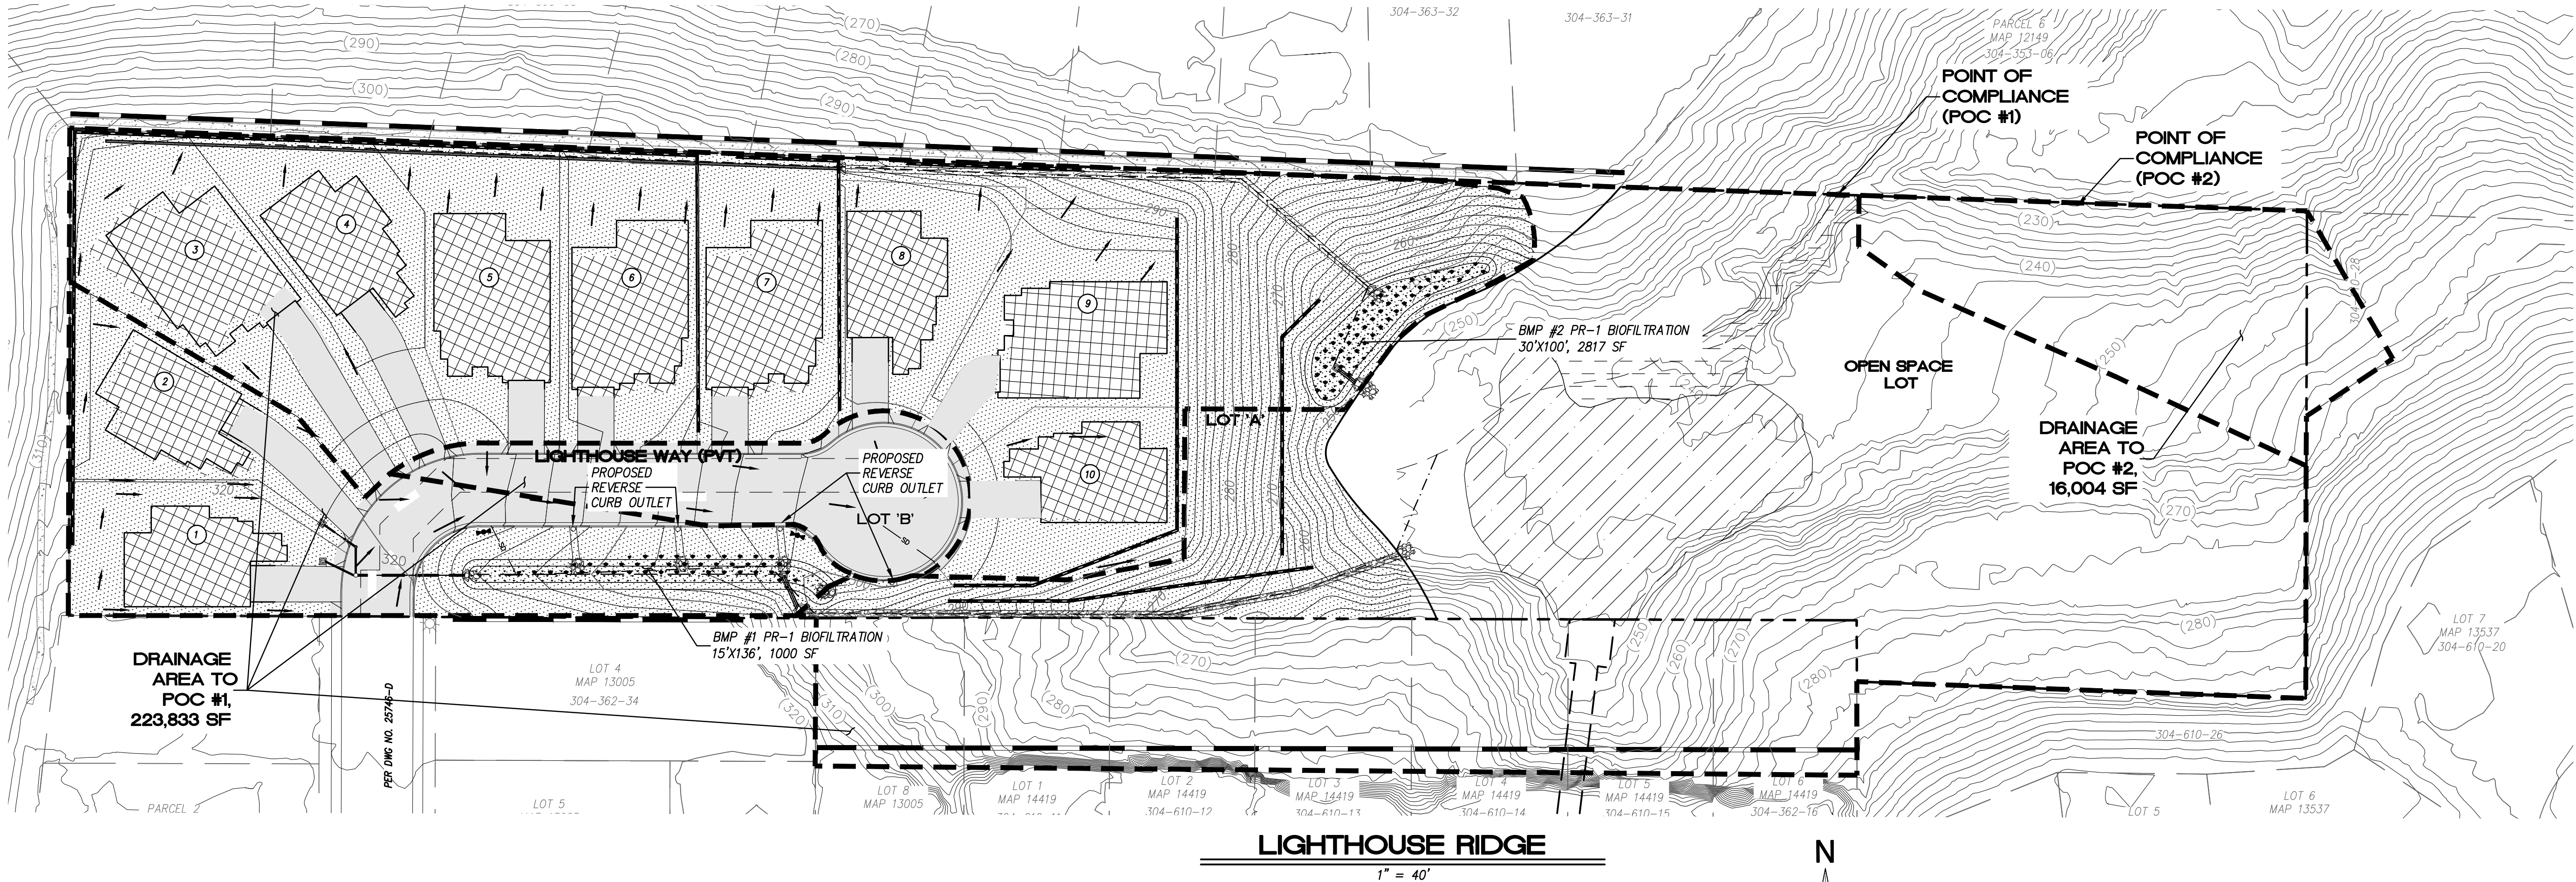 304-363-32
304-363-31
(270)
(290)
(280)
(300)
(290)
PARCEL 6
MAP 12149
304-353-06
POINT OF
COMPLIANCE
(POC #1)
POINT OF
COMPLIANCE
(POC #2)
3
4
5
6
7
8
9
2
1
10
290
280
270
260
(230)
(240)
(250)
(250)
BMP #2 PR-1 BIOFILTRATION
30'X100', 2817 SF
OPEN SPACE
LOT
LOT 'A'
DRAINAGE
AREA TO
POC #2,
16,004 SF
(270)
(310)
320
320
LIGHTHOUSE WAY (PVT)
PROPOSED
REVERSE
CURB OUTLET
PROPOSED
REVERSE
CURB OUTLET
LOT 'B'
SD
280
270
260
BMP #1 PR-1 BIOFILTRATION
15'X136', 1000 SF
DRAINAGE
AREA TO
POC #1,
223,833 SF
PER DWG NO. 25746-D
LOT 4
MAP 13005
304-362-34
(320)
(310)
(300)
(290)
(280)
(270)
(250)
(260)
(270)
(280)
(280)
LOT 7
MAP 13537
304-610-20
304-610-26
PARCEL 2
LOT 5
LOT 8
MAP 13005
LOT 1
MAP 14419
LOT 2
MAP 14419
304-610-12
LOT 3
MAP 14419
304-610-13
LOT 4
MAP 14419
304-610-14
LOT 5
MAP 14419
304-610-15
LOT 6
MAP 14419
304-362-16
LOT 5
LOT 6
MAP 13537
LIGHTHOUSE RIDGE
1" = 40'
N